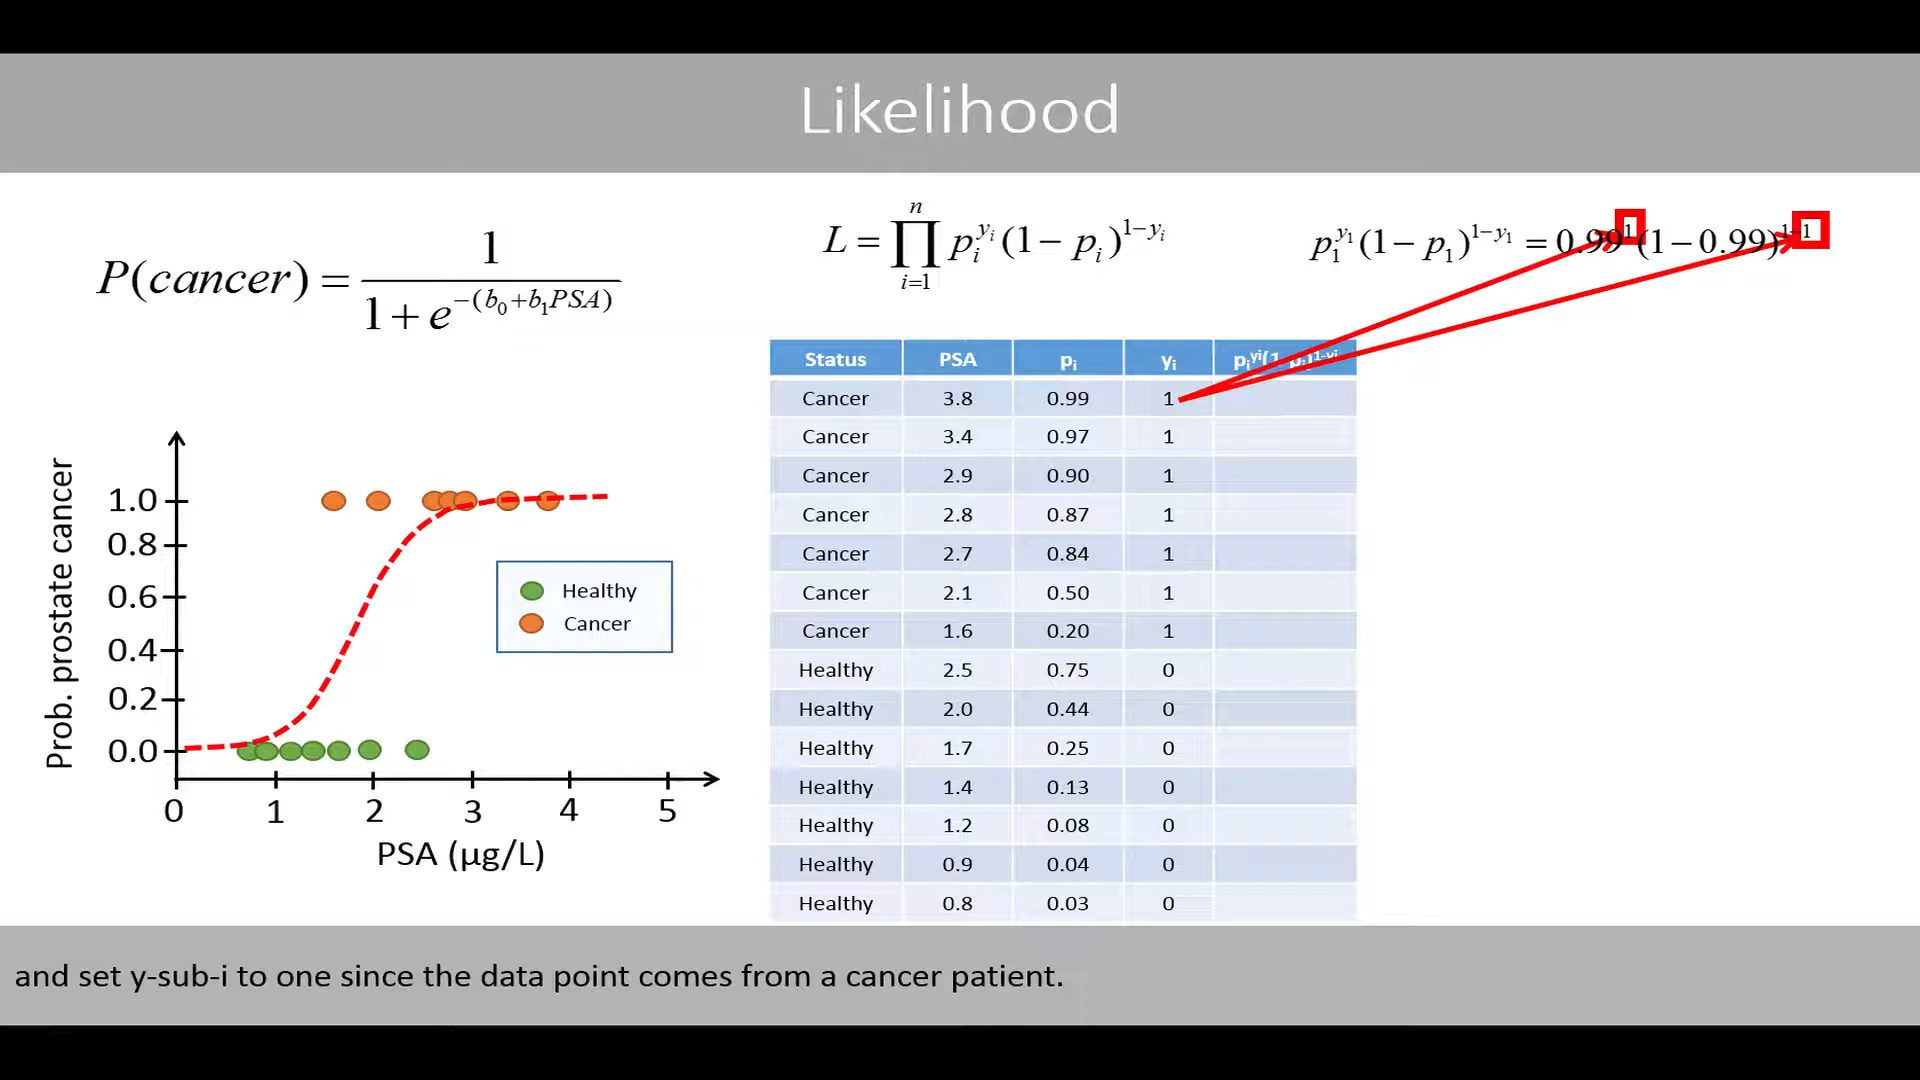 Likelihood
P(cancer) = 1 / (1 + e^−(b₀+b₁PSA))
L = ∏ᵢ₌₁ⁿ pᵢ^yᵢ (1 − pᵢ)^1−yᵢ
p₁^y₁ (1 − p₁)^1−y₁ = 0.99^1 (1 − 0.99)^1−1
Status PSA pᵢ yᵢ pᵢ^yi(1-pᵢ)^1-yi
Cancer 3.8 0.99 1
Cancer 3.4 0.97 1
Cancer 2.9 0.90 1
Cancer 2.8 0.87 1
Cancer 2.7 0.84 1
Cancer 2.1 0.50 1
Cancer 1.6 0.20 1
Healthy 2.5 0.75 0
Healthy 2.0 0.44 0
Healthy 1.7 0.25 0
Healthy 1.4 0.13 0
Healthy 1.2 0.08 0
Healthy 0.9 0.04 0
Healthy 0.8 0.03 0
Prob. prostate cancer
1.0
0.8
0.6
0.4
0.2
0.0
Healthy
Cancer
0 1 2 3 4 5
PSA (µg/L)
and set y-sub-i to one since the data point comes from a cancer patient.